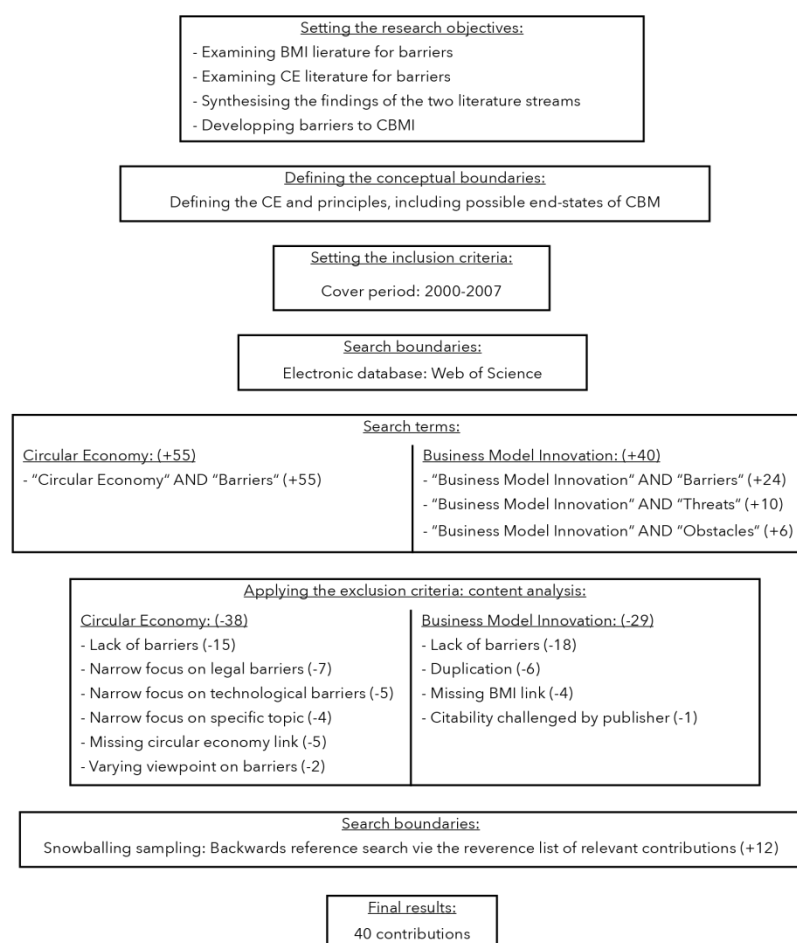 Setting the research objectives:
- Examining BMI lierature for barriers
- Examining CE literature for barriers
- Synthesising the findings of the two literature streams
- Developping barriers to CBMI
Defining the conceptual boundaries:
Defining the CE and principles, including possible end-states of CBM
Setting the inclusion criteria:
Cover period: 2000-2007
Search boundaries:
Electronic database: Web of Science
Search terms:
Circular Economy: (+55)
- "Circular Economy" AND "Barriers" (+55)
Business Model Innovation: (+40)
- "Business Model Innovation" AND "Barriers" (+24)
- "Business Model Innovation" AND "Threats" (+10)
- "Business Model Innovation" AND "Obstacles" (+6)
Applying the exclusion criteria: content analysis:
Circular Economy: (-38)
- Lack of barriers (-15)
- Narrow focus on legal barriers (-7)
- Narrow focus on technological barriers (-5)
- Narrow focus on specific topic (-4)
- Missing circular economy link (-5)
- Varying viewpoint on barriers (-2)
Business Model Innovation: (-29)
- Lack of barriers (-18)
- Duplication (-6)
- Missing BMI link (-4)
- Citability challenged by publisher (-1)
Search boundaries:
Snowballing sampling: Backwards reference search vie the reverence list of relevant contributions (+12)
Final results:
40 contributions